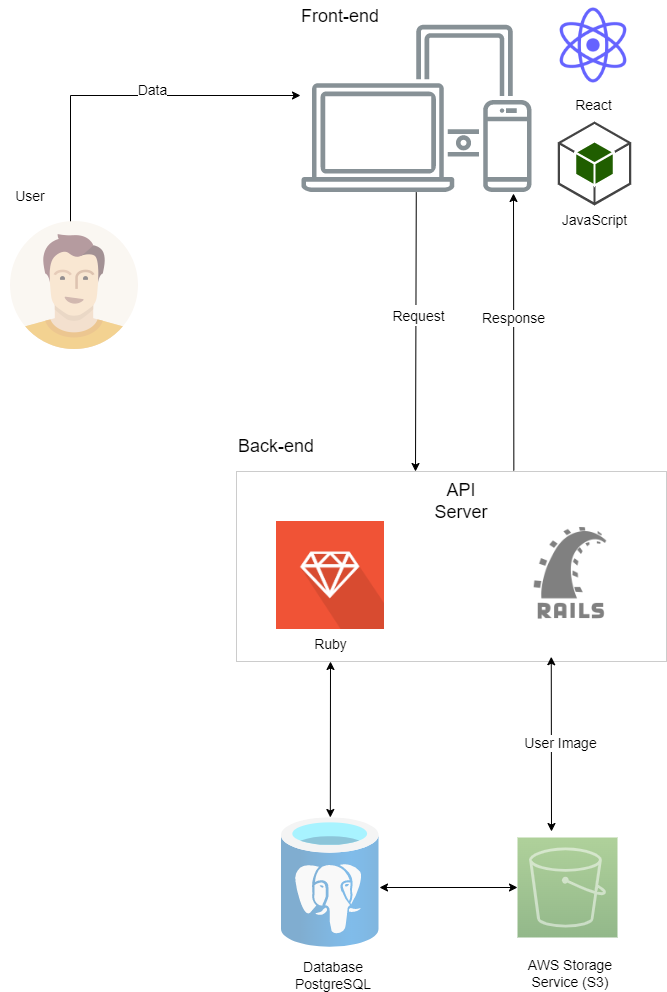 Front-end
React
Data
JavaScript
User
Request
Response
Back-end
API
Server
RAILS
Ruby
User Image
Database
PostgreSQL
AWS Storage
Service (S3)